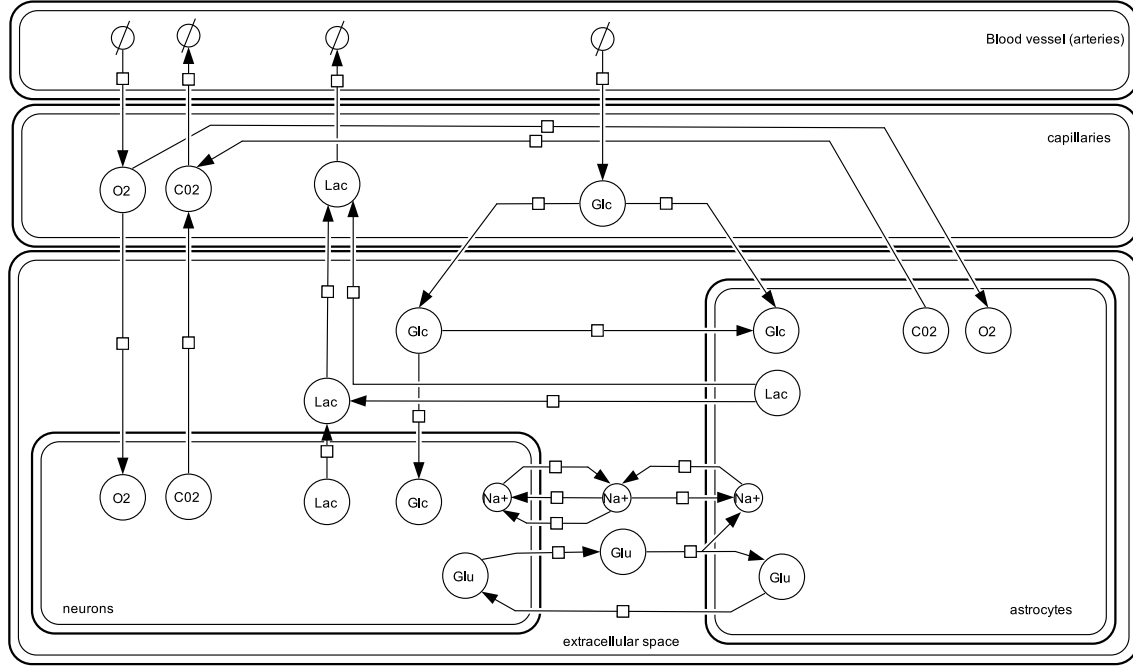 Blood vessel (arteries)
capillaries
O2
C02
Lac
Glc
Glc
Glc
C02
O2
Lac
Lac
O2
C02
Lac
Glc
Na+
Na+
Na+
Glu
Glu
Glu
neurons
astrocytes
extracellular space